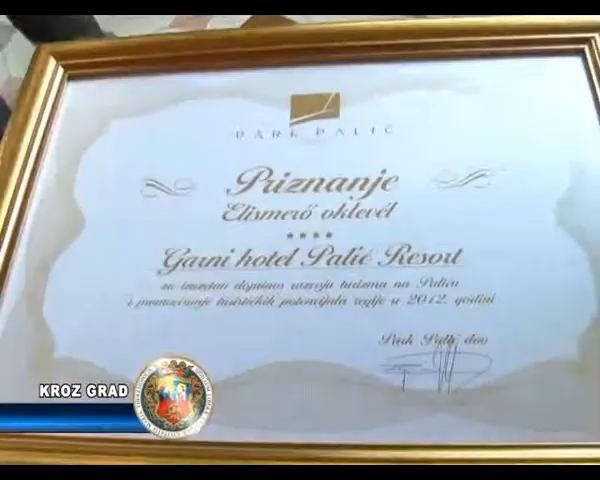 PARK PALIĆ
Priznanje
Elismerő oklevél
Garni hotel Palić Resort
za izuzetan doprinos razvoju turizma na Paliću
i promociranje turističkih potencijala regije u 2012. godini
Park Palić doo
KROZ GRAD